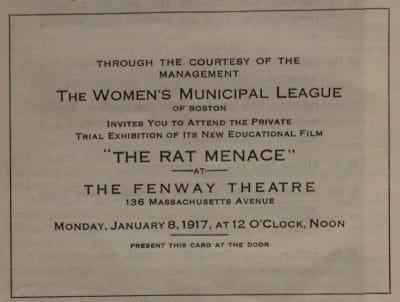 THROUGH THE COURTESY OF THE
MANAGEMENT
THE WOMEN'S MUNICIPAL LEAGUE
OF BOSTON
INVITES YOU TO ATTEND THE PRIVATE
TRIAL EXHIBITION OF ITS NEW EDUCATIONAL FILM
"THE RAT MENACE"
—AT—
THE FENWAY THEATRE
136 MASSACHUSETTS AVENUE
MONDAY, JANUARY 8, 1917, AT 12 O'CLOCK, NOON
PRESENT THIS CARD AT THE DOOR